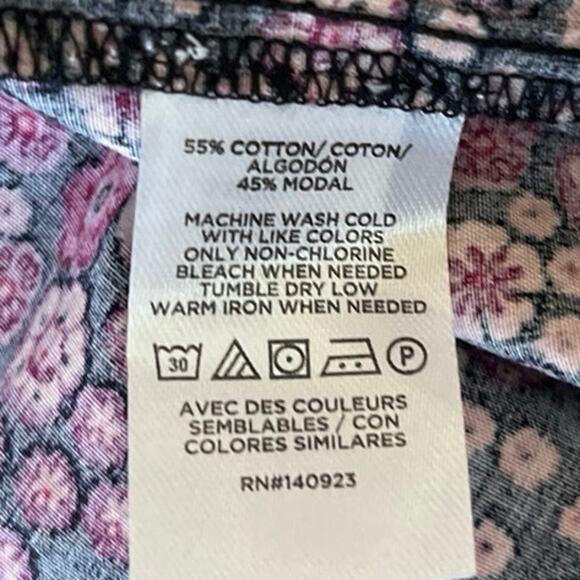 55% COTTON/ COTON/
ALGODÓN
45% MODAL
MACHINE WASH COLD
WITH LIKE COLORS
ONLY NON-CHLORINE
BLEACH WHEN NEEDED
TUMBLE DRY LOW
WARM IRON WHEN NEEDED
30 P
AVEC DES COULEURS
SEMBLABLES / CON
COLORES SIMILARES
RN#140923